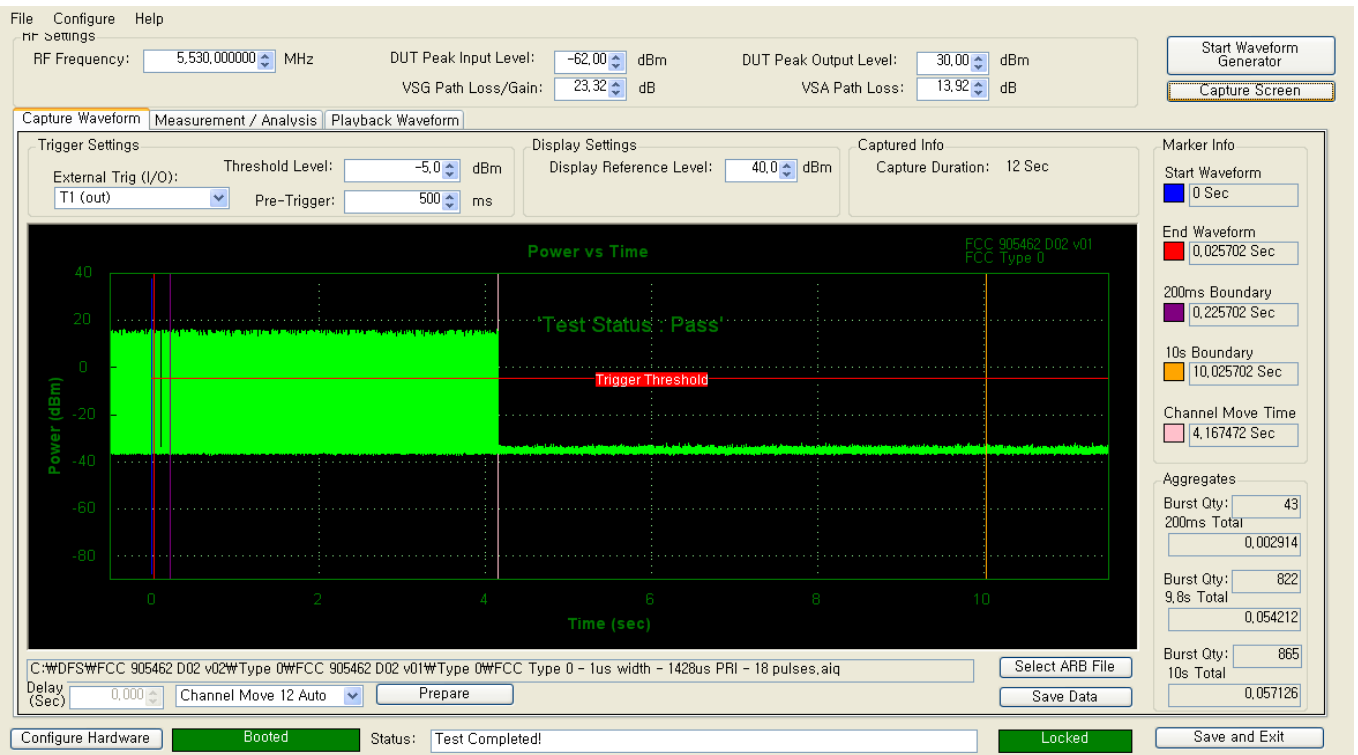 File Configure Help
RF Settings
RF Frequency: 5,530,000000 MHz DUT Peak Input Level: -62,00 dBm DUT Peak Output Level: 30,00 dBm
VSG Path Loss/Gain: 23,32 dB VSA Path Loss: 13,92 dB
Start Waveform
Generator
Capture Screen
Capture Waveform Measurement / Analysis Playback Waveform
Trigger Settings
External Trig (I/O):
T1 (out)
Threshold Level: -5,0 dBm
Pre-Trigger: 500 ms
Display Settings
Display Reference Level: 40,0 dBm
Captured Info
Capture Duration: 12 Sec
Power vs Time
FCC 905462 D02 v01
FCC Type 0
'Test Status : Pass'
Trigger Threshold
Power (dBm)
40
20
0
-20
-40
-60
-80
0 2 4 6 8 10
Time (sec)
Marker Info
Start Waveform
0 Sec
End Waveform
0,025702 Sec
200ms Boundary
0,225702 Sec
10s Boundary
10,025702 Sec
Channel Move Time
4,167472 Sec
Aggregates
Burst Qty: 43
200ms Total
0,002914
Burst Qty: 822
9,8s Total
0,054212
Burst Qty: 865
10s Total
0,057126
C:₩DFS₩FCC 905462 D02 v02₩Type 0₩FCC 905462 D02 v01₩Type 0₩FCC Type 0 - 1us width - 1428us PRI - 18 pulses,aiq
Select ARB File
Delay
(Sec) 0,000 Channel Move 12 Auto Prepare
Save Data
Configure Hardware Booted Status: Test Completed! Locked Save and Exit